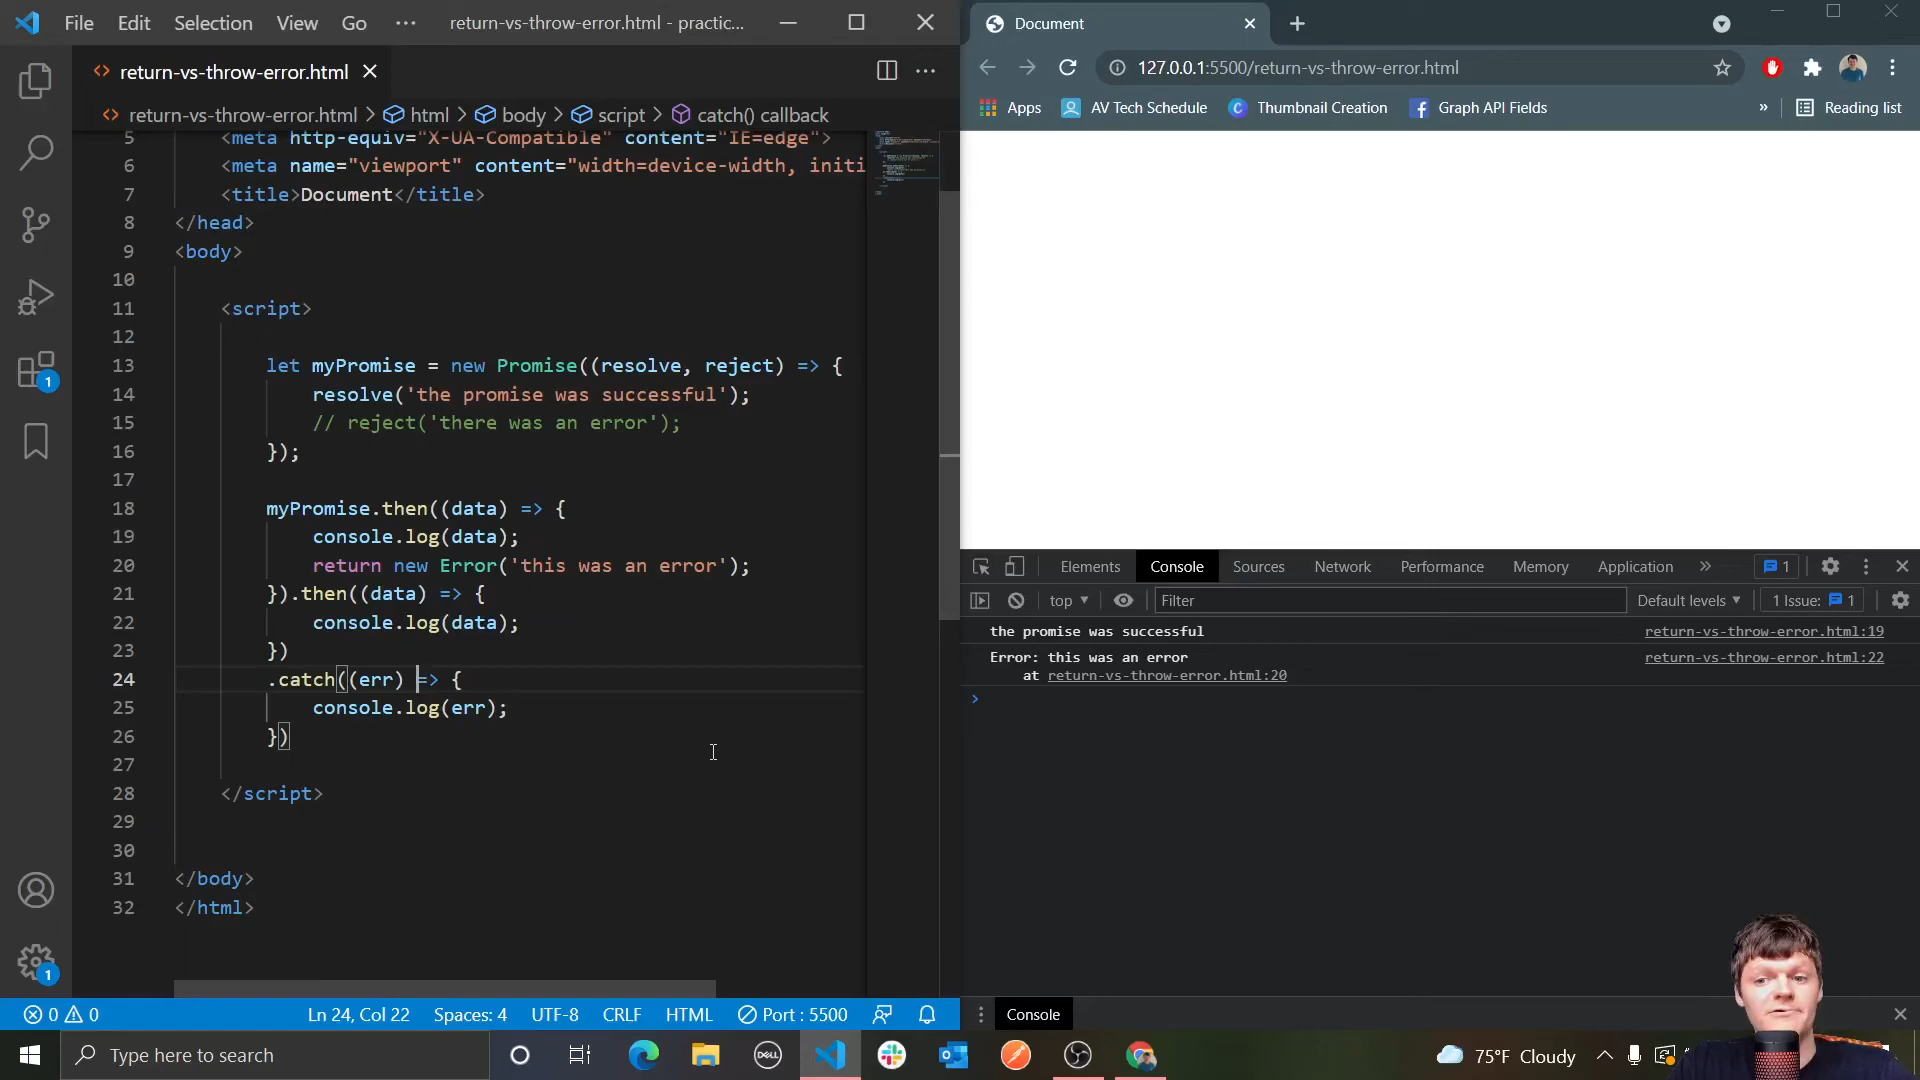 File Edit Selection View Go ··· return-vs-throw-error.html - practic...
return-vs-throw-error.html
return-vs-throw-error.html > html > body > script > catch() callback
5 <meta http-equiv="X-UA-Compatible" content="IE=edge">
6 <meta name="viewport" content="width=device-width, initi
7 <title>Document</title>
8 </head>
9 <body>
10
11 <script>
12
13 let myPromise = new Promise((resolve, reject) => {
14 resolve('the promise was successful');
15 // reject('there was an error');
16 });
17
18 myPromise.then((data) => {
19 console.log(data);
20 return new Error('this was an error');
21 }).then((data) => {
22 console.log(data);
23 })
24 .catch((err) => {
25 console.log(err);
26 })
27
28 </script>
29
30
31 </body>
32 </html>
1
1
0 0 Ln 24, Col 22 Spaces: 4 UTF-8 CRLF HTML Port : 5500
Document
127.0.0.1:5500/return-vs-throw-error.html
Apps AV Tech Schedule Thumbnail Creation Graph API Fields » Reading list
Elements Console Sources Network Performance Memory Application » 1
top Filter Default levels 1 Issue: 1
the promise was successful return-vs-throw-error.html:19
Error: this was an error return-vs-throw-error.html:22
at return-vs-throw-error.html:20
Console
Type here to search DELL 75°F Cloudy